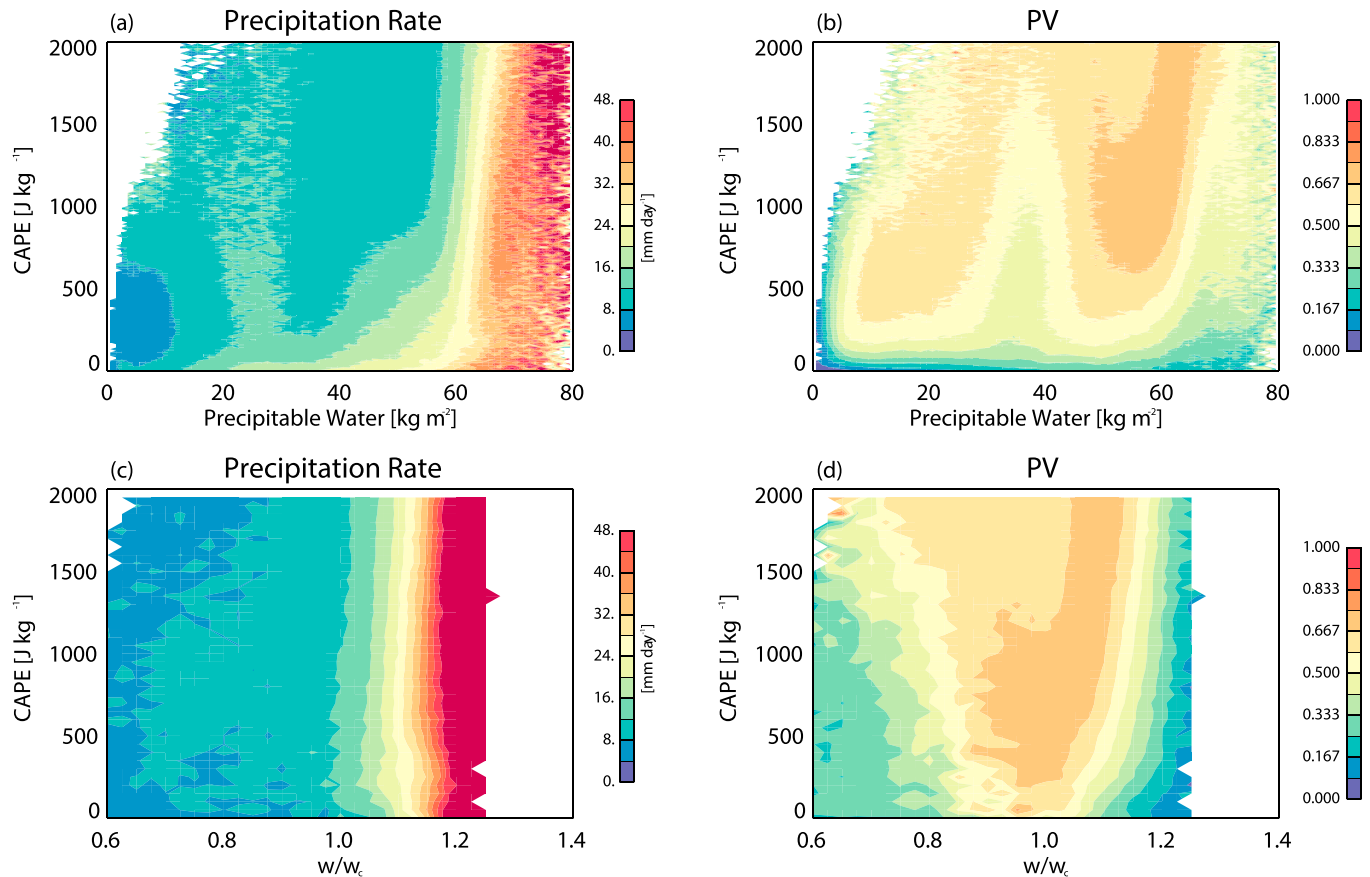 (a) Precipitation Rate
2000
1500
1000
500
0
CAPE [J kg ⁻¹]
0 20 40 60 80
Precipitable Water [kg m⁻²]
48.
40.
32.
24.
16.
8.
0.
[mm day⁻¹]
(b) PV
2000
1500
1000
500
0
CAPE [J kg ⁻¹]
0 20 40 60 80
Precipitable Water [kg m⁻²]
1.000
0.833
0.667
0.500
0.333
0.167
0.000
(c) Precipitation Rate
2000
1500
1000
500
0
CAPE [J kg ⁻¹]
0.6 0.8 1.0 1.2 1.4
w/w꜀
48.
40.
32.
24.
16.
8.
0.
[mm day⁻¹]
(d) PV
2000
1500
1000
500
0
CAPE [J kg ⁻¹]
0.6 0.8 1.0 1.2 1.4
w/w꜀
1.000
0.833
0.667
0.500
0.333
0.167
0.000